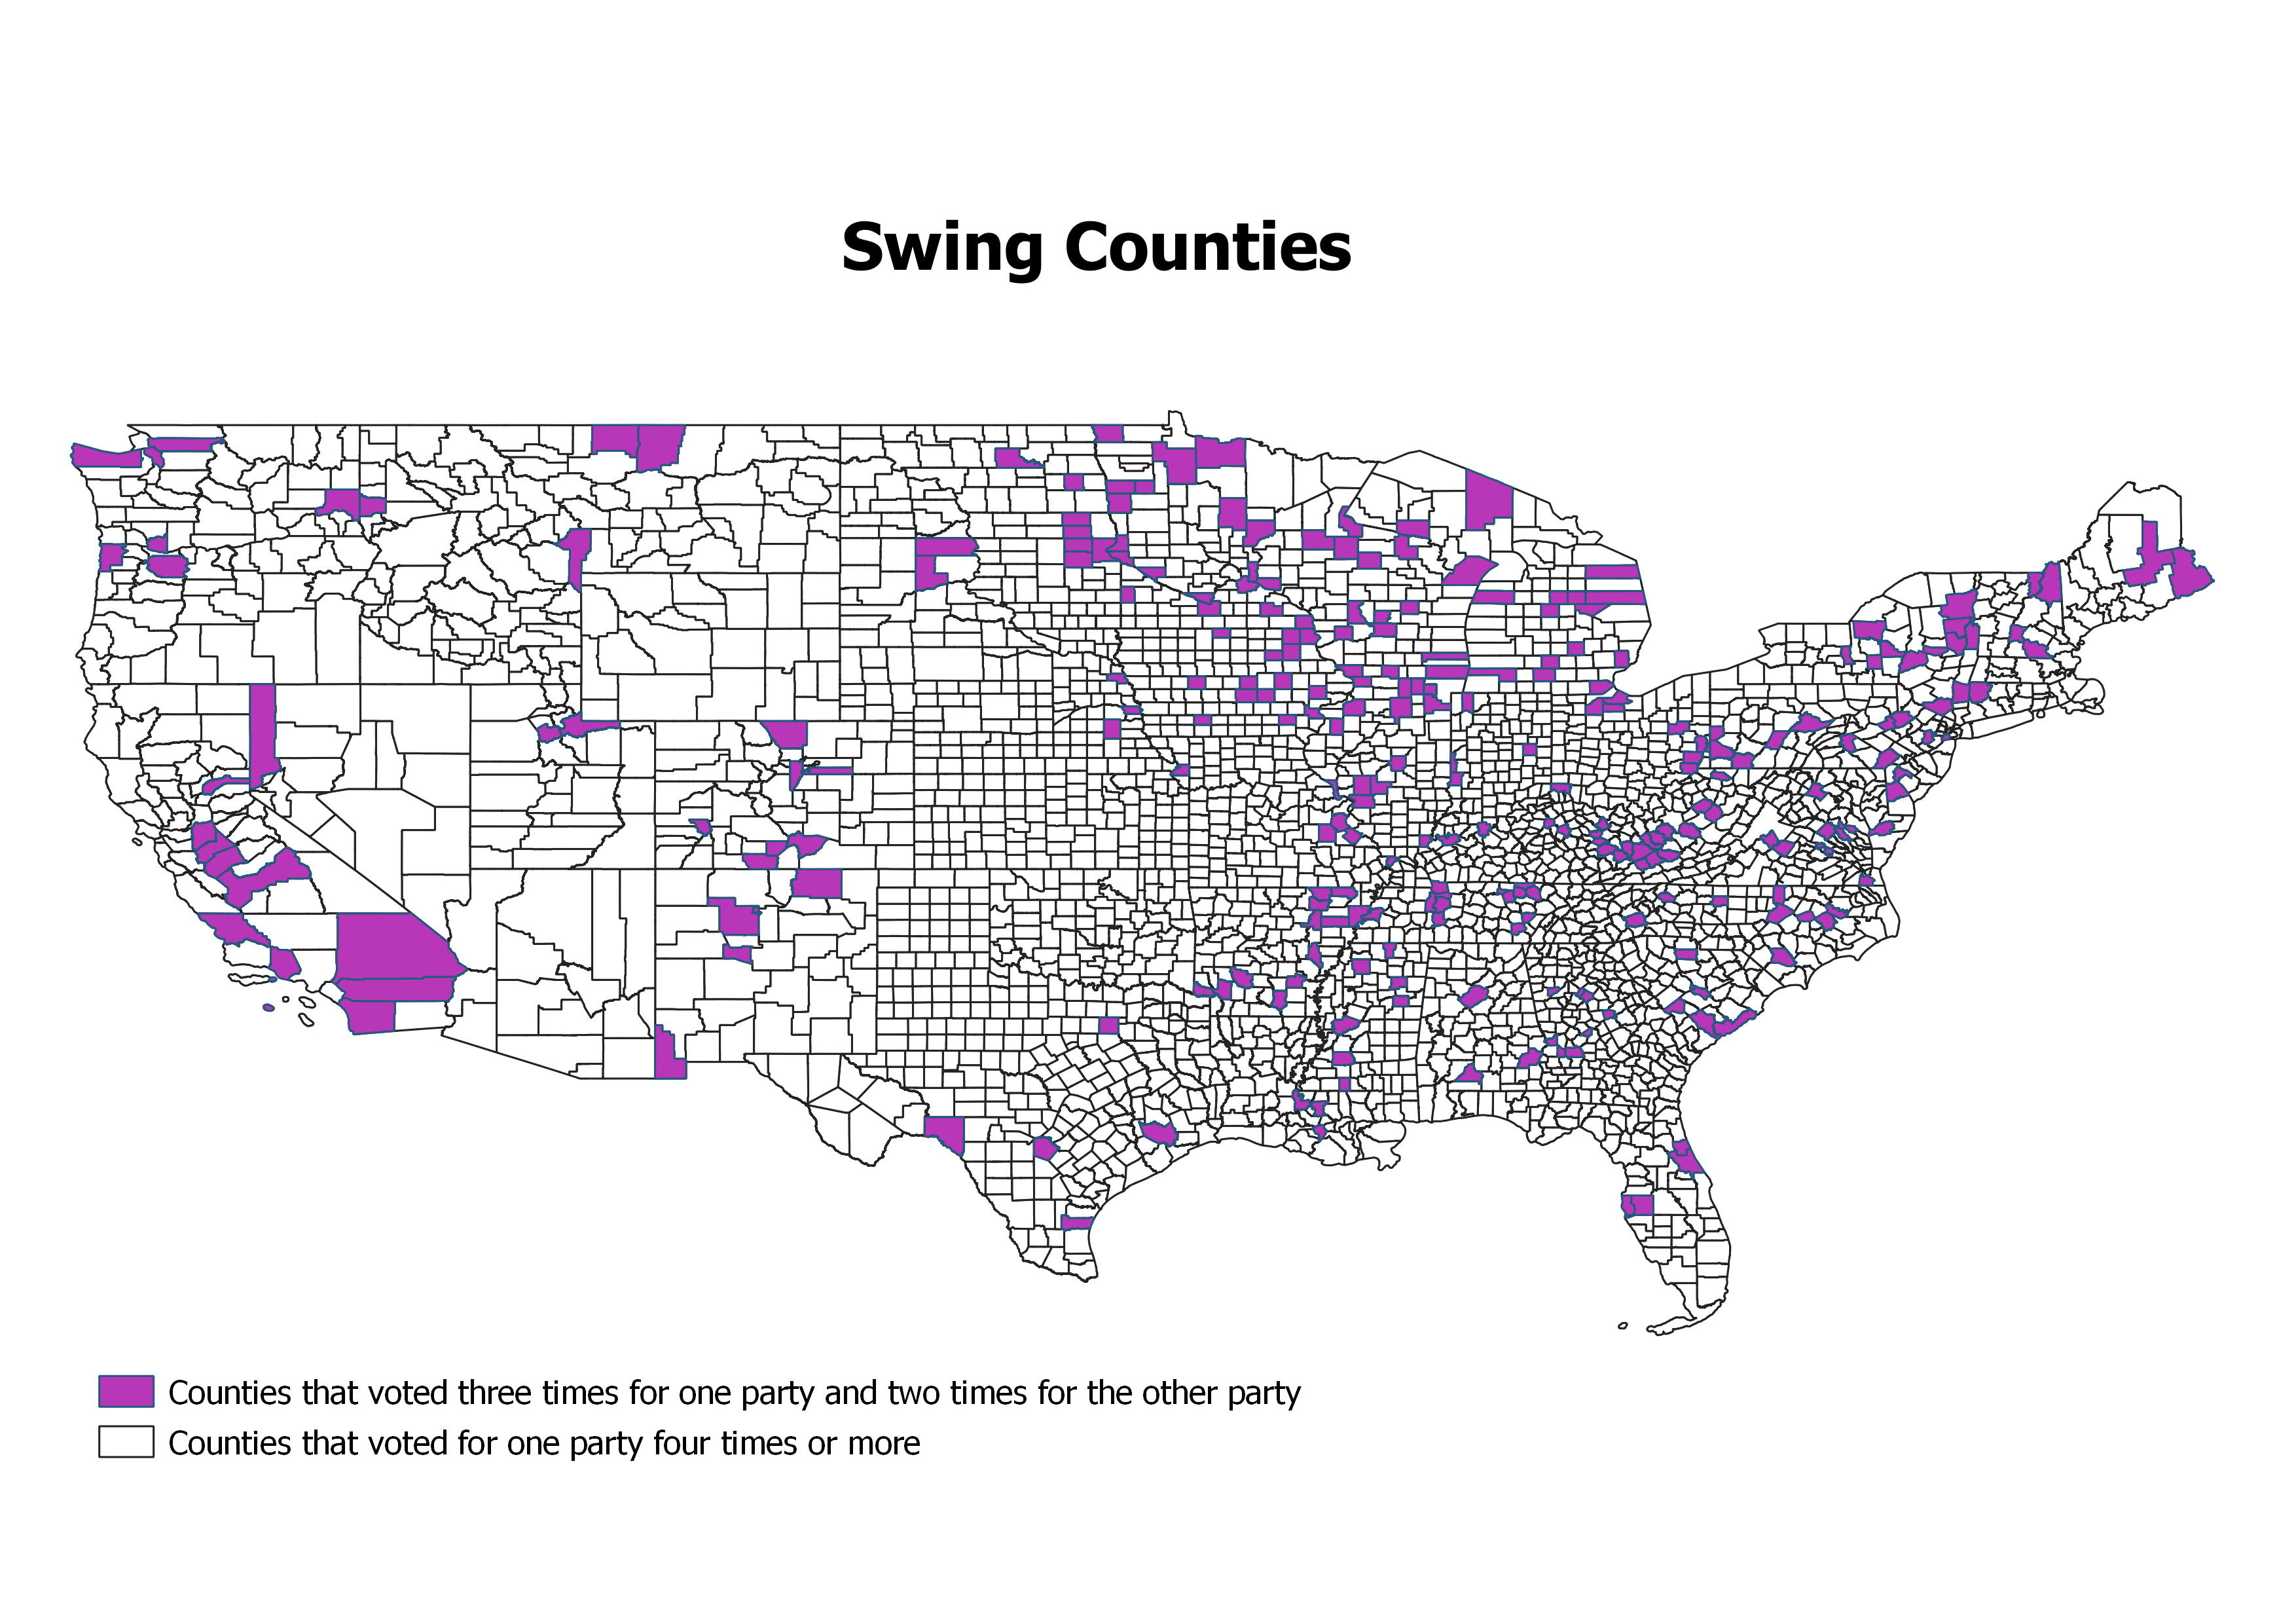 Swing Counties
Counties that voted three times for one party and two times for the other party
Counties that voted for one party four times or more